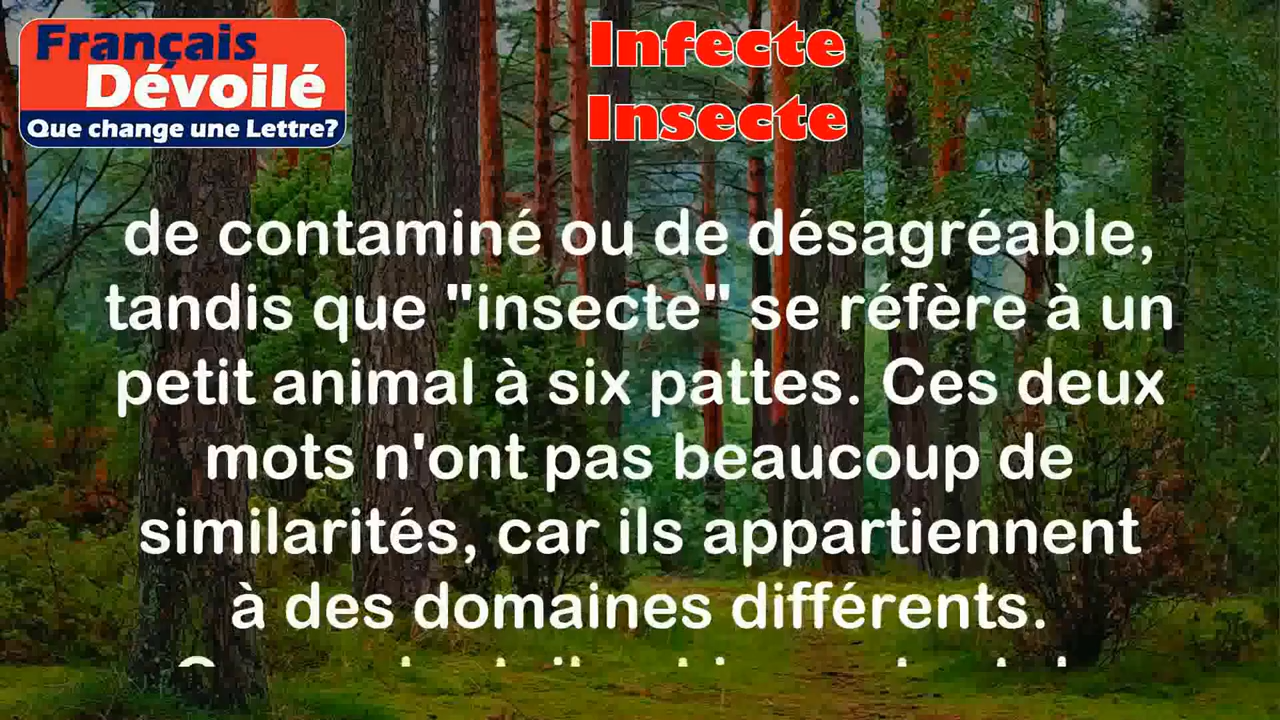 Français
Dévoilé
Que change une Lettre?
Infecte
Insecte
de contaminé ou de désagréable,
tandis que "insecte" se réfère à un
petit animal à six pattes. Ces deux
mots n'ont pas beaucoup de
similarités, car ils appartiennent
à des domaines différents.